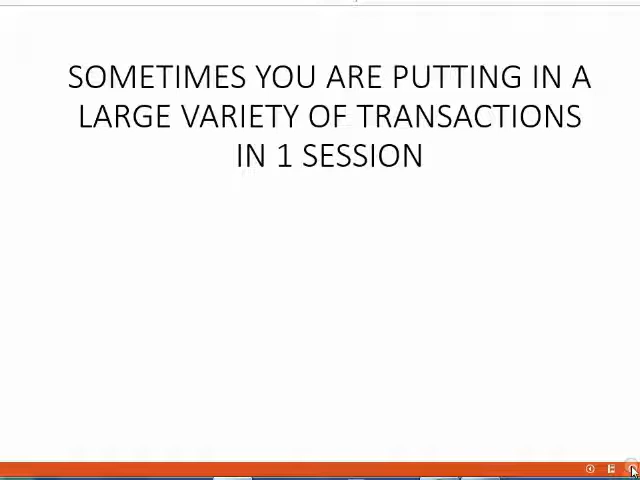 SOMETIMES YOU ARE PUTTING IN A
LARGE VARIETY OF TRANSACTIONS
IN 1 SESSION